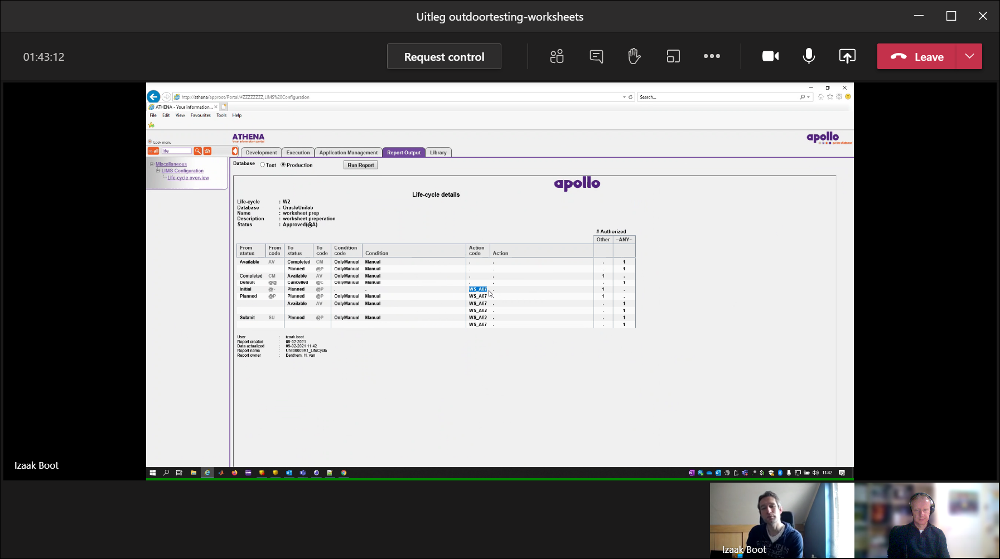 Uitleg outdoortesting-worksheets
01:43:12
Request control
Leave
http://athena/approot/Portal/#ZZZZZZZZ,LIMS%20Configuration
Search...
ATHENA - Your information...
File Edit View Favourites Tools Help
Look menu
ATHENA
Your information portal
apollo
go the distance!
all life
Development Execution Application Management Report Output Library
Miscellaneous
LIMS Configuration
Life-cycle overview
Database Test Production Run Report
apollo
Life-cycle details
Life-cycle : W2
Database : OracleUnilab
Name : worksheet prep
Description : worksheet preperation
Status : Approved(@A)
# Authorized
Other ~ANY~
From status From code To status To code Condition code Condition Action code Action
Available AV Completed CM OnlyManual Manual . . . 1
Planned @P OnlyManual Manual . . . 1
Completed CM Available AV OnlyManual Manual . . 1 .
Default @@ Cancelled @C OnlyManual Manual . . . 1
Initial @~ Planned @P . . WS_A07 . 1 .
Planned @P Planned @P OnlyManual Manual WS_A07 . 1 .
Available AV OnlyManual Manual WS_A07 . . 1
WS_A02 . . 1
Submit SU Planned @P OnlyManual Manual WS_A02 . . 1
WS_A07 . . 1
User : izaak.boot
Report created : 09-02-2021
Data actualized : 09-02-2021 11:42
Report name : UNI00009R1_LifeCycle
Report owner : Benthem, H. van
Izaak Boot
11:42
Izaak Boot